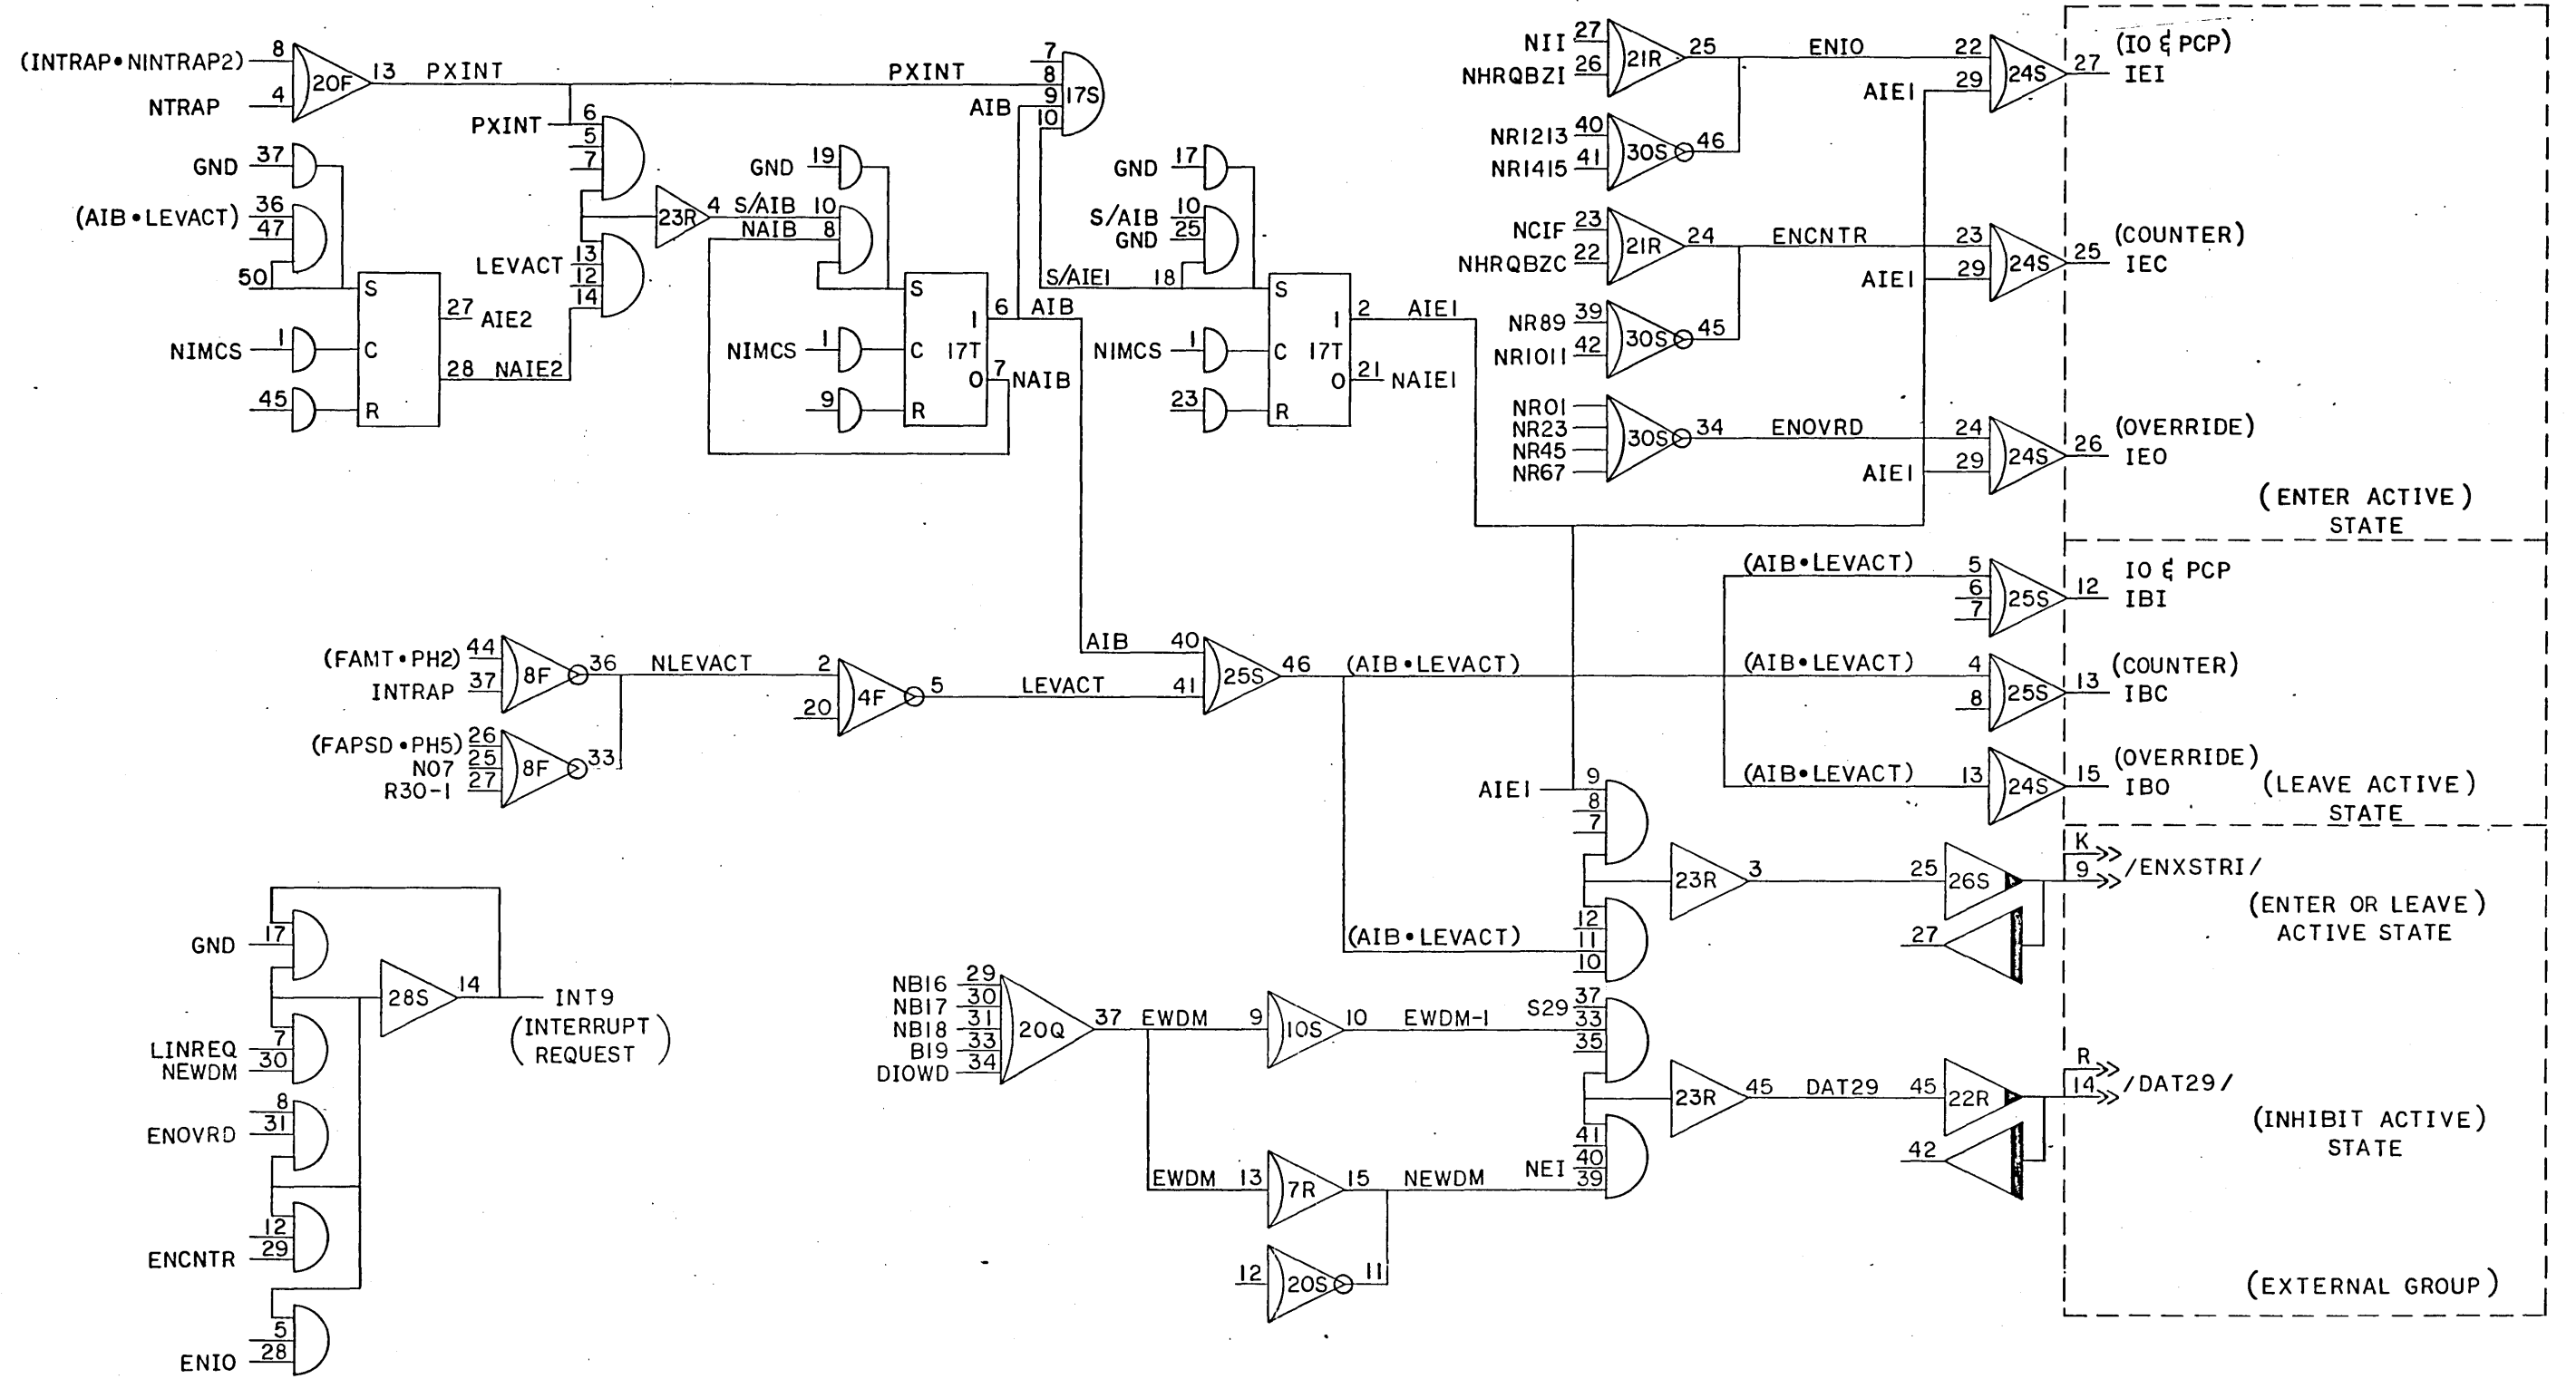 (INTRAP•NINTRAP2) 8
NTRAP 4
20F 13 PXINT
PXINT
7
8
9
10
AIB
17S
PXINT 6
5
7
GND 37
(AIB•LEVACT) 36
47
50
S
NIMCS 1 C
45 R
27 AIE2
28 NAIE2
LEVACT 13
12
14
23R 4 S/AIB 10
NAIB 8
GND 19
S
NIMCS 1 C
9 R
1 17T 0
6 AIB
7 NAIB
GND 17
S/AIB 10
GND 25
S/AIE1 18
S
NIMCS 1 C
23 R
1 17T 0
2 AIE1
21 NAIE1
NII 27
NHRQBZI 26
21R 25 ENIO 22
AIE1 29
24S 27
(IO & PCP)
IEI
NR1213 40
NR1415 41
30S 46
NCIF 23
NHRQBZC 22
21R 24 ENCNTR 23
AIE1 29
24S 25
(COUNTER)
IEC
NR89 39
NR1011 42
30S 45
NR01
NR23
NR45
NR67
30S 34 ENOVRD 24
AIE1 29
24S 26
(OVERRIDE)
IEO
(ENTER ACTIVE)
STATE
(FAMT•PH2) 44
INTRAP 37
8F 36 NLEVACT 2
20
4F 5 LEVACT 41
AIB 40
25S 46 (AIB•LEVACT)
(FAPSD•PH5) 26
N07 25
R30-1 27
8F 33
(AIB•LEVACT) 5
6
7
25S 12
IO & PCP
IBI
(AIB•LEVACT) 4
8
25S 13
(COUNTER)
IBC
(AIB•LEVACT) 13
24S 15
(OVERRIDE)
IBO
(LEAVE ACTIVE)
STATE
AIE1 9
8
7
23R 3
25 26S
27
K
9
/ENXSTRI/
(ENTER OR LEAVE)
ACTIVE STATE
12
(AIB•LEVACT) 11
10
GND 17
28S 14 INT9
(INTERRUPT
REQUEST)
LINREQ 7
NEWDM 30
8
ENOVRD 31
12
ENCNTR 29
5
ENIO 28
NB16 29
NB17 30
NB18 31
B19 33
DIOWD 34
20Q 37 EWDM 9
10S 10 EWDM-1
S29 37
33
35
23R 45 DAT29 45 22R
42
R
14
/DAT29/
(INHIBIT ACTIVE)
STATE
41
NEI 40
39
EWDM 13 7R 15 NEWDM
12 20S 11
(EXTERNAL GROUP)